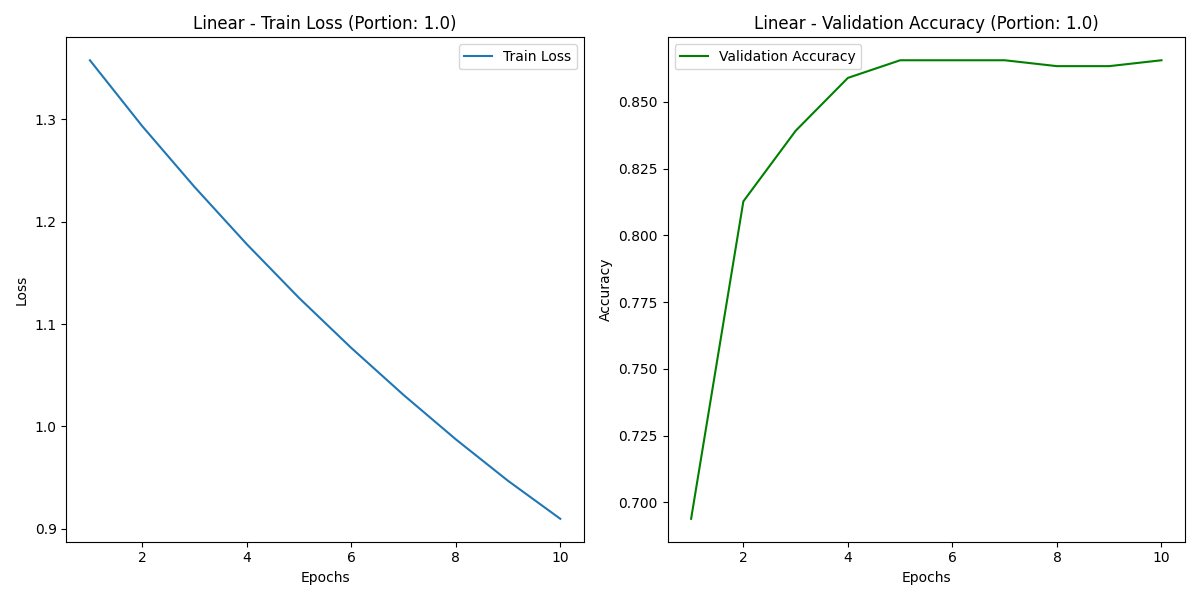 Linear - Train Loss (Portion: 1.0)
Train Loss
1.3
1.2
1.1
1.0
0.9
Loss
2 4 6 8 10
Epochs
Linear - Validation Accuracy (Portion: 1.0)
Validation Accuracy
0.850
0.825
0.800
0.775
0.750
0.725
0.700
Accuracy
2 4 6 8 10
Epochs